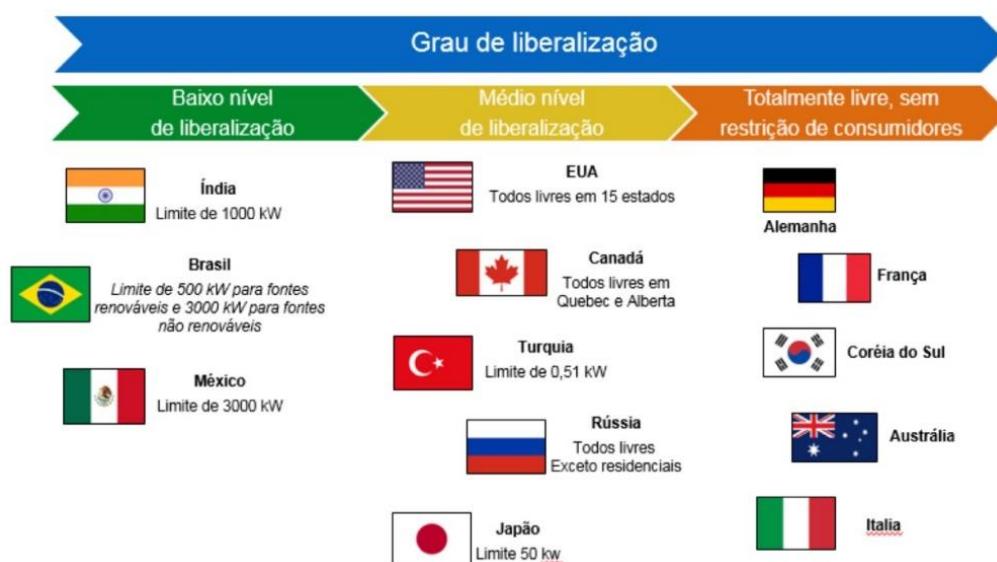 Grau de liberalização
Baixo nível
de liberalização
Médio nível
de liberalização
Totalmente livre, sem
restrição de consumidores
Índia
Limite de 1000 kW
Brasil
Limite de 500 kW para fontes
renováveis e 3000 kW para fontes
não renováveis
México
Limite de 3000 kW
EUA
Todos livres em 15 estados
Canadá
Todos livres em
Quebec e Alberta
Turquia
Limite de 0,51 kW
Rússia
Todos livres
Exceto residenciais
Japão
Limite 50 kw
Alemanha
França
Coréia do Sul
Austrália
Italia